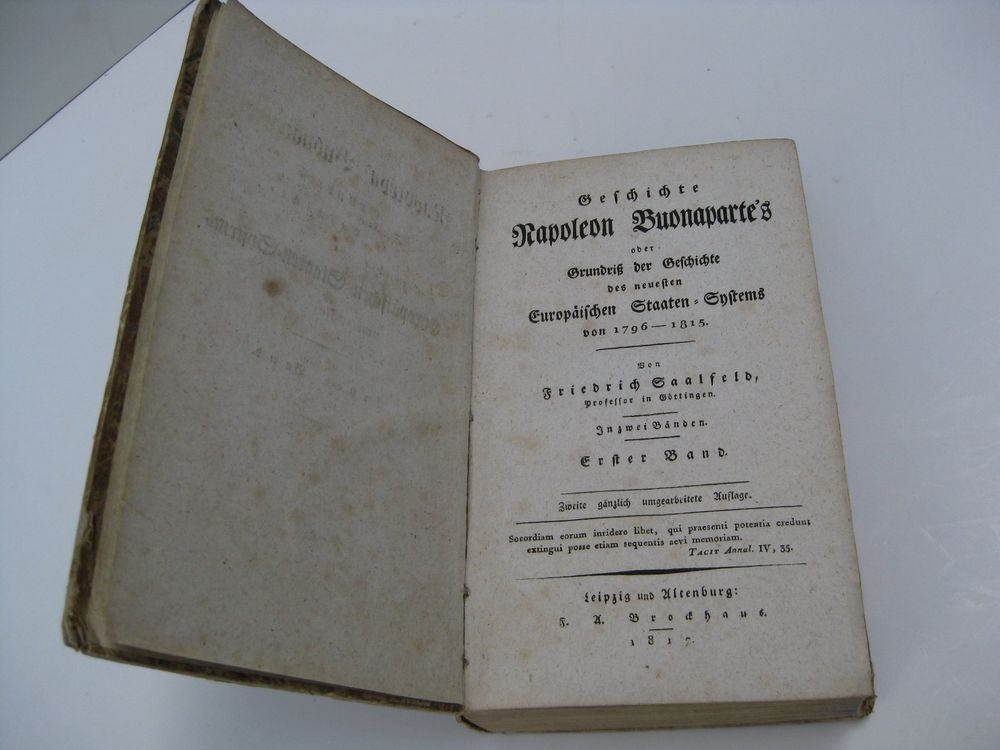 Geschichte
Napoleon Buonaparte's
oder
Grundriß der Geschichte
des neuesten
Europäischen Staaten-Systems
von 1796—1815.
Von
Friedrich Saalfeld,
Professor in Göttingen.
In zwei Bänden.
Erster Band.
Zweite gänzlich umgearbeitete Auflage.
Socordiam eorum inridere libet, qui praesenti potentia credunt
extingui posse etiam sequentis aevi memoriam.
TACIT Annal. IV, 35.
Leipzig und Altenburg:
F. A. Brockhaus.
1817.